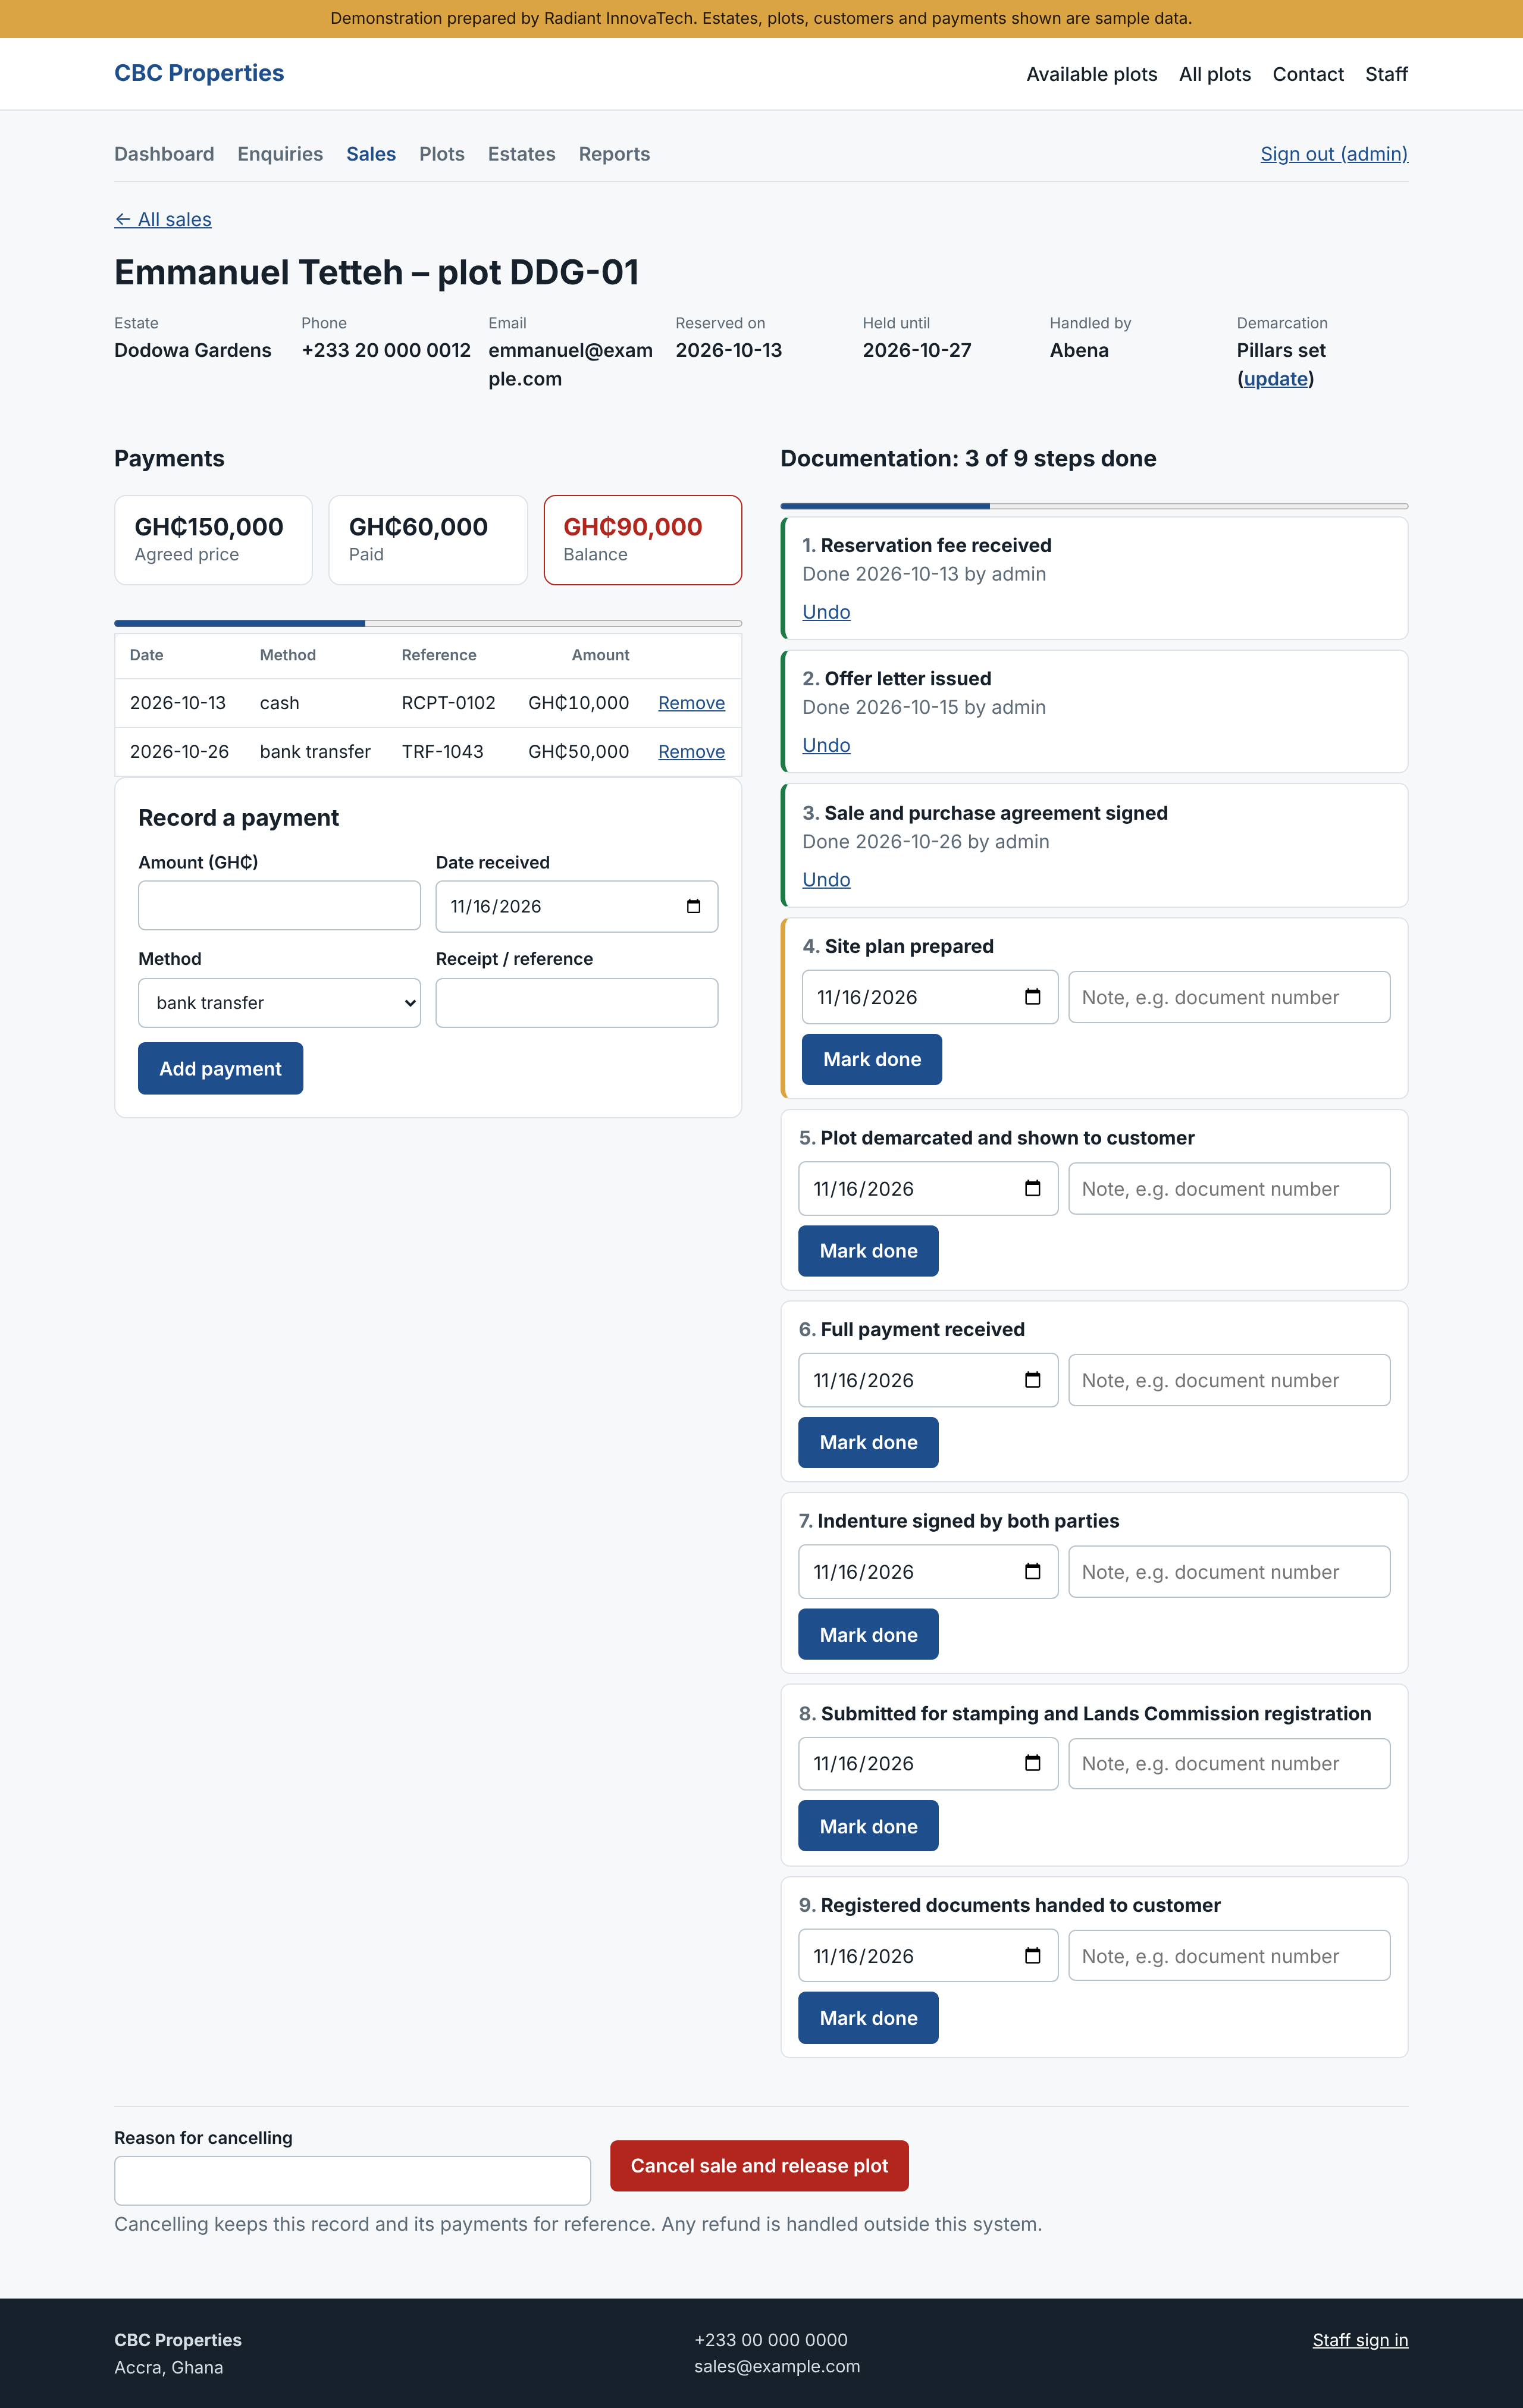 Demonstration prepared by Radiant InnovaTech. Estates, plots, customers and payments shown are sample data.
CBC Properties
Available plots All plots Contact Staff
Dashboard Enquiries Sales Plots Estates Reports
Sign out (admin)
← All sales
Emmanuel Tetteh – plot DDG-01
Estate
Dodowa Gardens
Phone
+233 20 000 0012
Email
emmanuel@exam
ple.com
Reserved on
2026-10-13
Held until
2026-10-27
Handled by
Abena
Demarcation
Pillars set
(update)
Payments
GH₵150,000
Agreed price
GH₵60,000
Paid
GH₵90,000
Balance
Date Method Reference Amount
2026-10-13 cash RCPT-0102 GH₵10,000 Remove
2026-10-26 bank transfer TRF-1043 GH₵50,000 Remove
Record a payment
Amount (GH₵)
Date received
11/16/2026
Method
bank transfer
Receipt / reference
Add payment
Documentation: 3 of 9 steps done
1. Reservation fee received
Done 2026-10-13 by admin
Undo
2. Offer letter issued
Done 2026-10-15 by admin
Undo
3. Sale and purchase agreement signed
Done 2026-10-26 by admin
Undo
4. Site plan prepared
11/16/2026 Note, e.g. document number
Mark done
5. Plot demarcated and shown to customer
11/16/2026 Note, e.g. document number
Mark done
6. Full payment received
11/16/2026 Note, e.g. document number
Mark done
7. Indenture signed by both parties
11/16/2026 Note, e.g. document number
Mark done
8. Submitted for stamping and Lands Commission registration
11/16/2026 Note, e.g. document number
Mark done
9. Registered documents handed to customer
11/16/2026 Note, e.g. document number
Mark done
Reason for cancelling
Cancel sale and release plot
Cancelling keeps this record and its payments for reference. Any refund is handled outside this system.
CBC Properties
Accra, Ghana
+233 00 000 0000
sales@example.com
Staff sign in